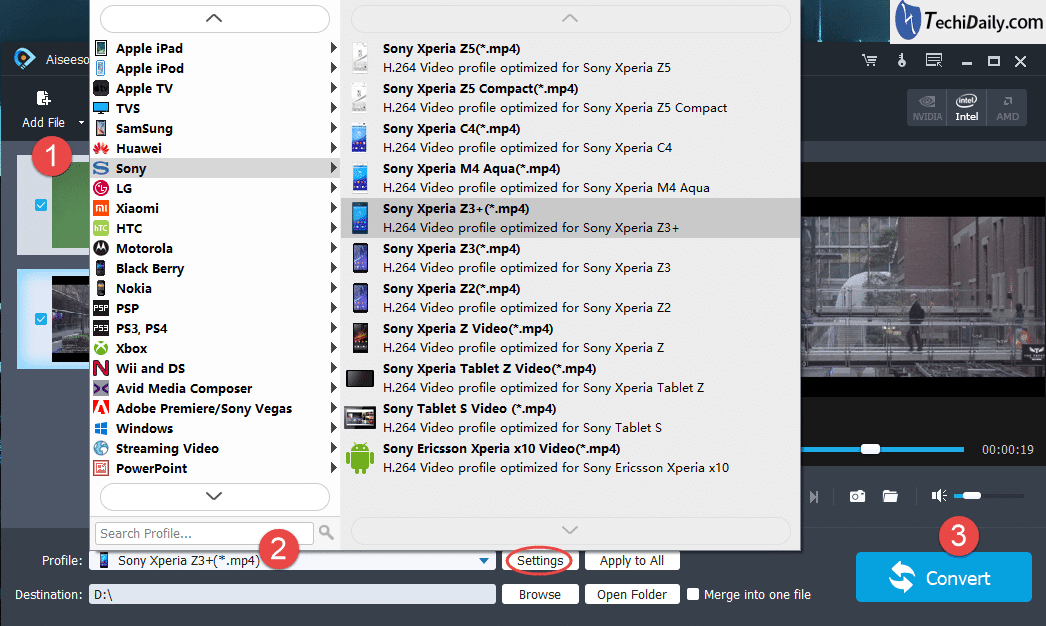 TechiDaily.com
Aiseeso
Add File
1
NVIDIA
intel
Intel
AMD
Apple iPad
Apple iPod
Apple TV
TVS
SamSung
Huawei
Sony
LG
Xiaomi
HTC
Motorola
Black Berry
Nokia
PSP
PS3, PS4
Xbox
Wii and DS
Avid Media Composer
Adobe Premiere/Sony Vegas
Windows
Streaming Video
PowerPoint
Sony Xperia Z5(*.mp4)
H.264 Video profile optimized for Sony Xperia Z5
Sony Xperia Z5 Compact(*.mp4)
H.264 Video profile optimized for Sony Xperia Z5 Compact
Sony Xperia C4(*.mp4)
H.264 Video profile optimized for Sony Xperia C4
Sony Xperia M4 Aqua(*.mp4)
H.264 Video profile optimized for Sony Xperia M4 Aqua
Sony Xperia Z3+(*.mp4)
H.264 Video profile optimized for Sony Xperia Z3+
Sony Xperia Z3(*.mp4)
H.264 Video profile optimized for Sony Xperia Z3
Sony Xperia Z2(*.mp4)
H.264 Video profile optimized for Sony Xperia Z2
Sony Xperia Z Video(*.mp4)
H.264 Video profile optimized for Sony Xperia Z
Sony Xperia Tablet Z Video(*.mp4)
H.264 Video profile optimized for Sony Xperia Tablet Z
Sony Tablet S Video (*.mp4)
H.264 Video profile optimized for Sony Tablet S
Sony Ericsson Xperia x10 Video(*.mp4)
H.264 Video profile optimized for Sony Ericsson Xperia x10
00:00:19
Search Profile...
2
3
Profile:
Sony Xperia Z3+(*.mp4)
Settings
Apply to All
Convert
Destination:
D:\
Browse
Open Folder
Merge into one file